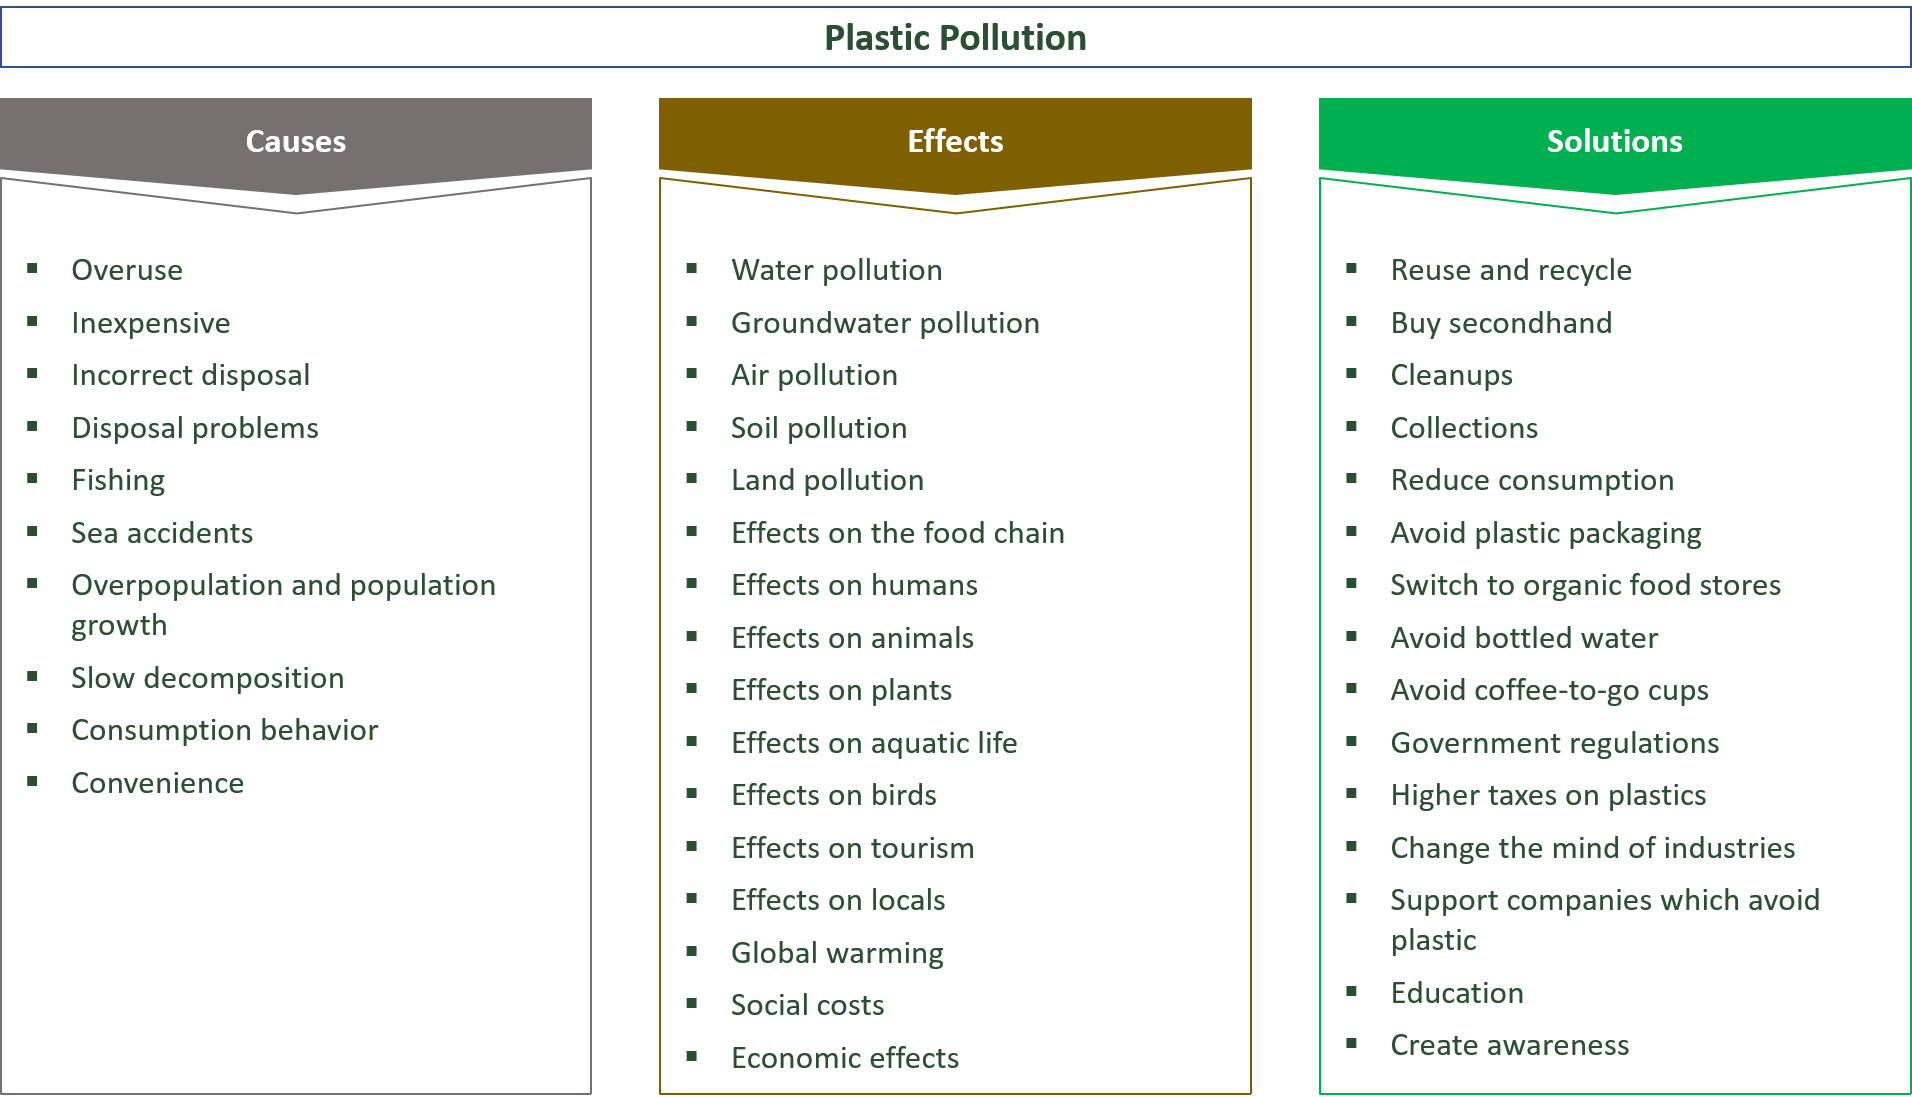 Plastic Pollution
Causes
▪ Overuse
▪ Inexpensive
▪ Incorrect disposal
▪ Disposal problems
▪ Fishing
▪ Sea accidents
▪ Overpopulation and population
growth
▪ Slow decomposition
▪ Consumption behavior
▪ Convenience
Effects
▪ Water pollution
▪ Groundwater pollution
▪ Air pollution
▪ Soil pollution
▪ Land pollution
▪ Effects on the food chain
▪ Effects on humans
▪ Effects on animals
▪ Effects on plants
▪ Effects on aquatic life
▪ Effects on birds
▪ Effects on tourism
▪ Effects on locals
▪ Global warming
▪ Social costs
▪ Economic effects
Solutions
▪ Reuse and recycle
▪ Buy secondhand
▪ Cleanups
▪ Collections
▪ Reduce consumption
▪ Avoid plastic packaging
▪ Switch to organic food stores
▪ Avoid bottled water
▪ Avoid coffee-to-go cups
▪ Government regulations
▪ Higher taxes on plastics
▪ Change the mind of industries
▪ Support companies which avoid
plastic
▪ Education
▪ Create awareness